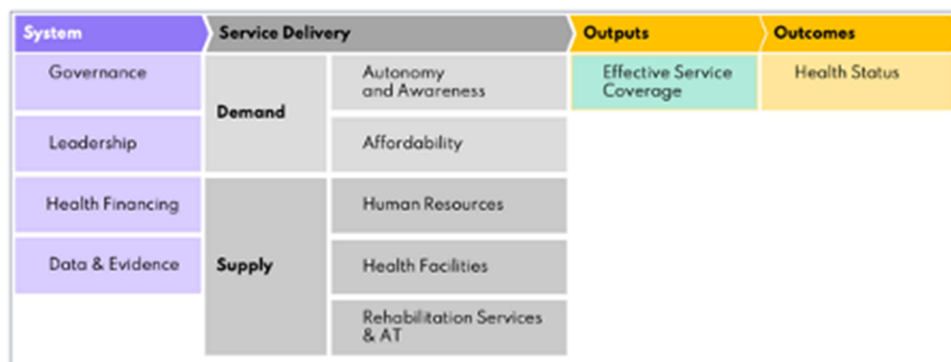 System
Service Delivery
Outputs
Outcomes
Governance
Leadership
Health Financing
Data & Evidence
Demand
Autonomy
and Awareness
Affordability
Supply
Human Resources
Health Facilities
Rehabilitation Services
& AT
Effective Service
Coverage
Health Status